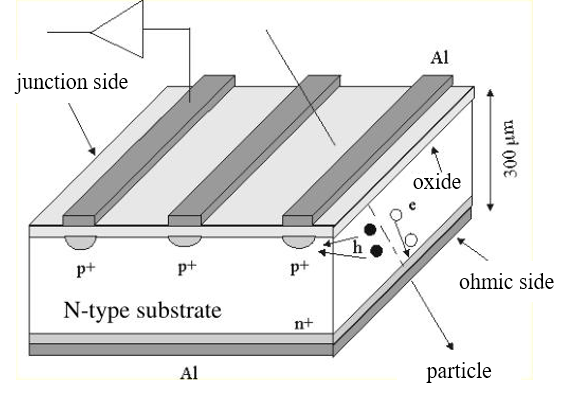 junction side
Al
300 μm
oxide
e
h
p+
p+
p+
ohmic side
N-type substrate
n+
particle
Al